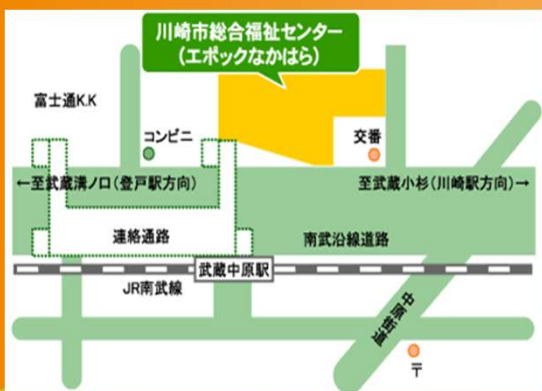 川崎市総合福祉センター
(エポックなかはら)
富士通K.K
コンビニ
交番
←至武蔵溝ノ口(登戸駅方向)
至武蔵小杉(川崎駅方向)→
連絡通路
南武沿線道路
武蔵中原駅
JR南武線
中原街道
〒